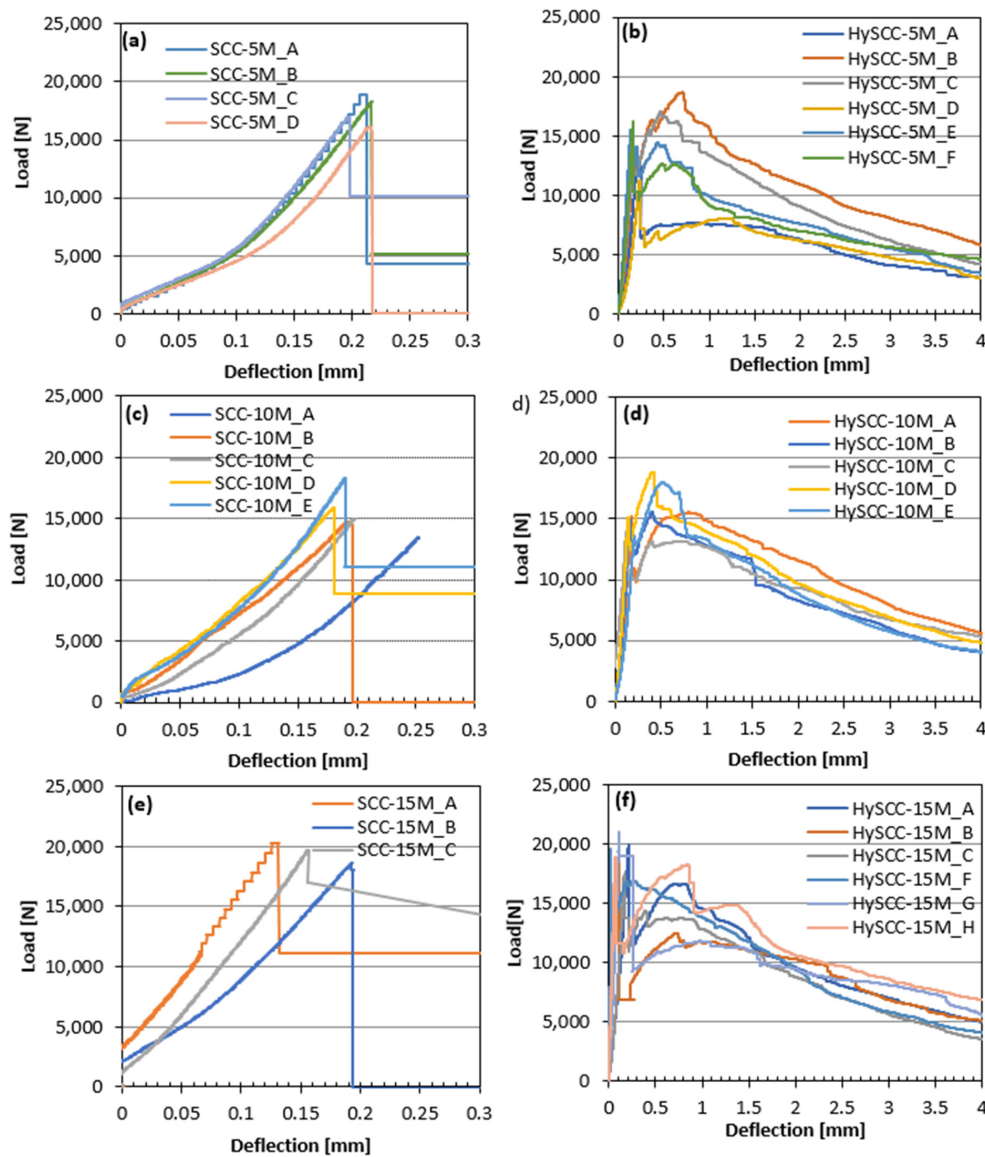 (a)
SCC-5M_A
SCC-5M_B
SCC-5M_C
SCC-5M_D
25,000
20,000
15,000
10,000
5,000
0
Load [N]
0 0.05 0.1 0.15 0.2 0.25 0.3
Deflection [mm]
(b)
HySCC-5M_A
HySCC-5M_B
HySCC-5M_C
HySCC-5M_D
HySCC-5M_E
HySCC-5M_F
25,000
20,000
15,000
10,000
5,000
0
Load [N]
0 0.5 1 1.5 2 2.5 3 3.5 4
Deflection [mm]
(c)
SCC-10M_A
SCC-10M_B
SCC-10M_C
SCC-10M_D
SCC-10M_E
25,000
20,000
15,000
10,000
5,000
0
Load [N]
0 0.05 0.1 0.15 0.2 0.25 0.3
Deflection [mm]
d)
(d)
HySCC-10M_A
HySCC-10M_B
HySCC-10M_C
HySCC-10M_D
HySCC-10M_E
25,000
20,000
15,000
10,000
5,000
0
Load [N]
0 0.5 1 1.5 2 2.5 3 3.5 4
Deflection [mm]
(e)
SCC-15M_A
SCC-15M_B
SCC-15M_C
25,000
20,000
15,000
10,000
5,000
0
Load [N]
0 0.05 0.1 0.15 0.2 0.25 0.3
Deflection [mm]
(f)
HySCC-15M_A
HySCC-15M_B
HySCC-15M_C
HySCC-15M_F
HySCC-15M_G
HySCC-15M_H
25,000
20,000
15,000
10,000
5,000
0
Load[N]
0 0.5 1 1.5 2 2.5 3 3.5 4
Deflection [mm]